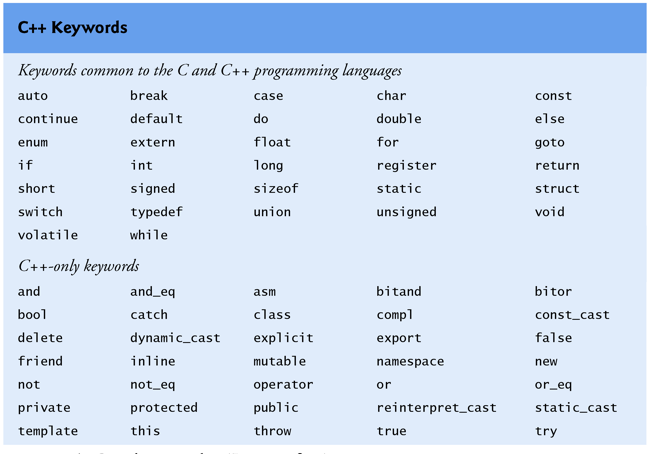 C++ Keywords
Keywords common to the C and C++ programming languages
auto break case char const
continue default do double else
enum extern float for goto
if int long register return
short signed sizeof static struct
switch typedef union unsigned void
volatile while
C++-only keywords
and and_eq asm bitand bitor
bool catch class compl const_cast
delete dynamic_cast explicit export false
friend inline mutable namespace new
not not_eq operator or or_eq
private protected public reinterpret_cast static_cast
template this throw true try